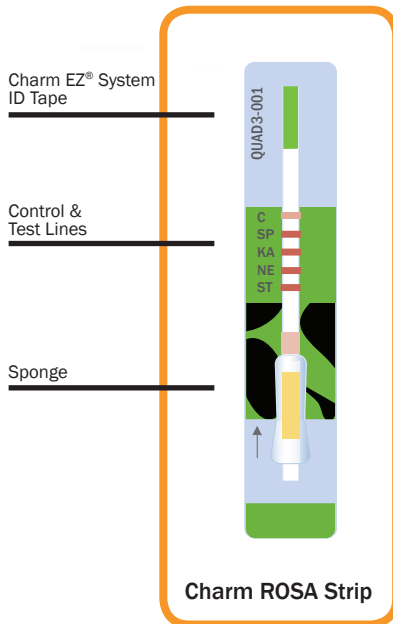 Charm EZ® System
ID Tape
QUAD3-001
Control &
Test Lines
C
SP
KA
NE
ST
Sponge
Charm ROSA Strip